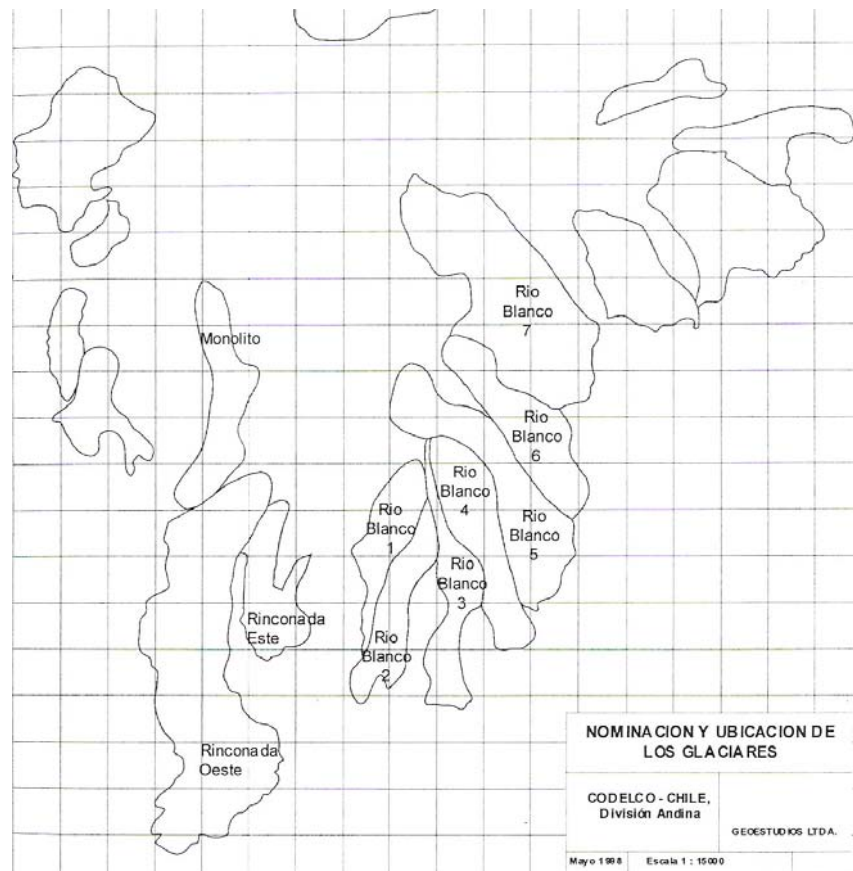 Rio
Blanco
7
Monolito
Rio
Blanco
6
Rio
Blanco
4
Rio
Blanco
1
Rio
Blanco
5
Rio
Blanco
3
Rinconada
Este
Rio
Blanco
2
Rinconada
Oeste
NOMINACION Y UBICACION DE
LOS GLACIARES
CODELCO - CHILE,
División Andina
GEOESTUDIOS LTDA.
Mayo 1998 Escala 1 : 15000